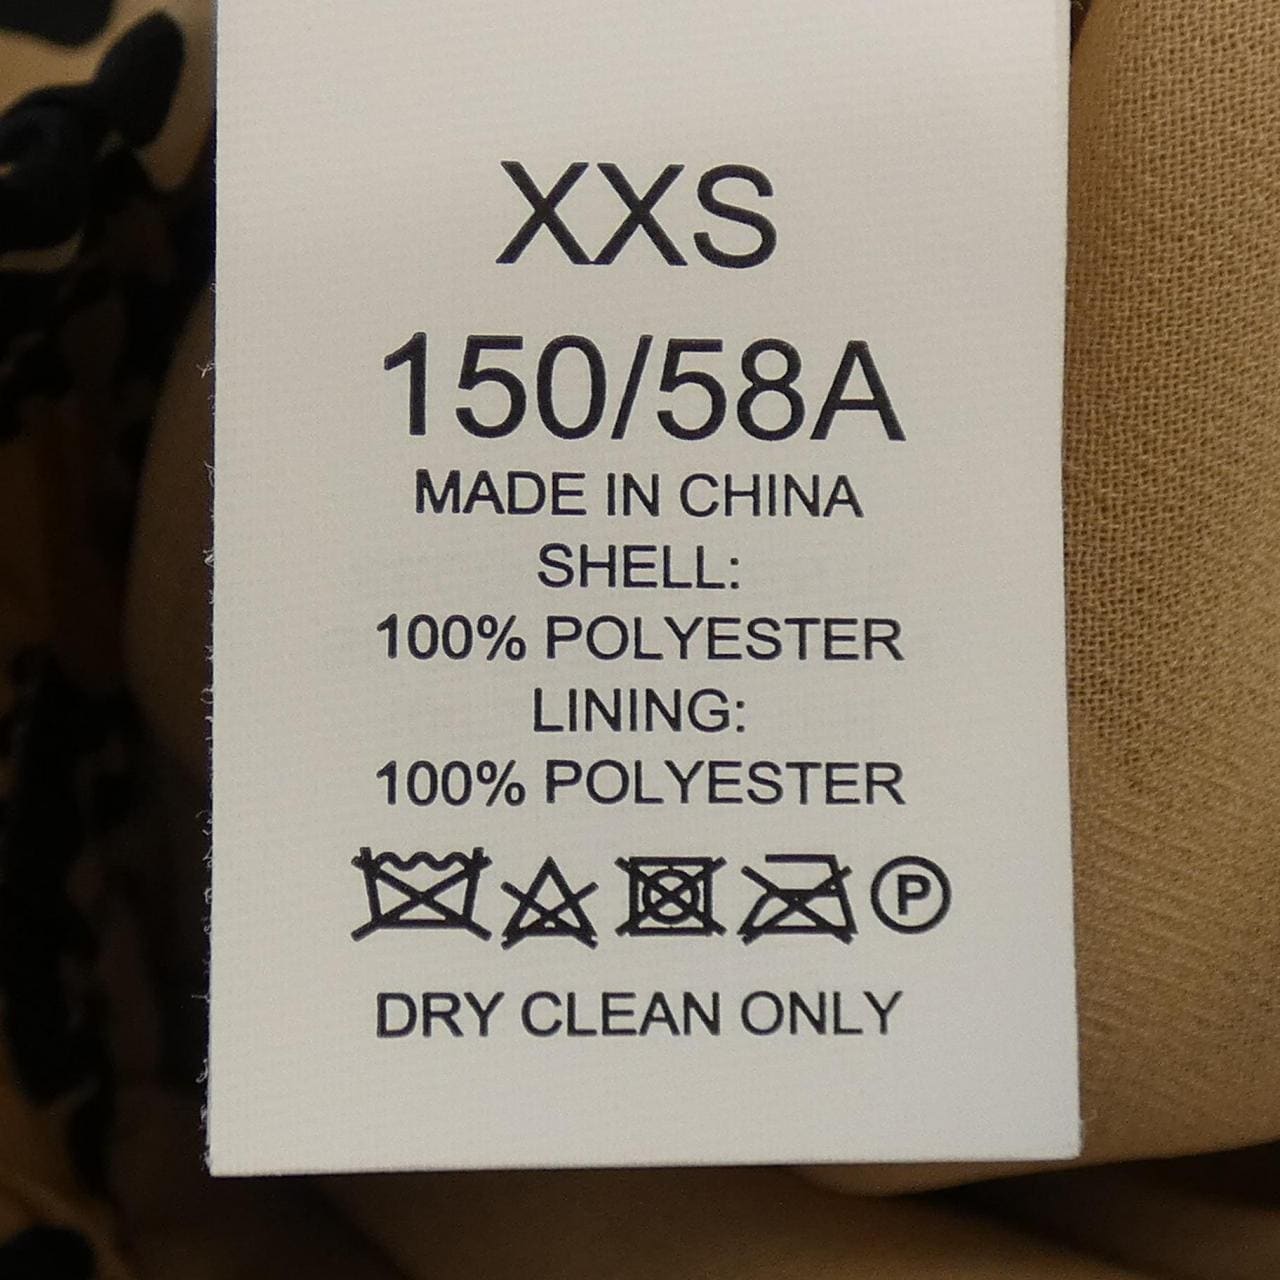 XXS
150/58A
MADE IN CHINA
SHELL:
100% POLYESTER
LINING:
100% POLYESTER
P
DRY CLEAN ONLY